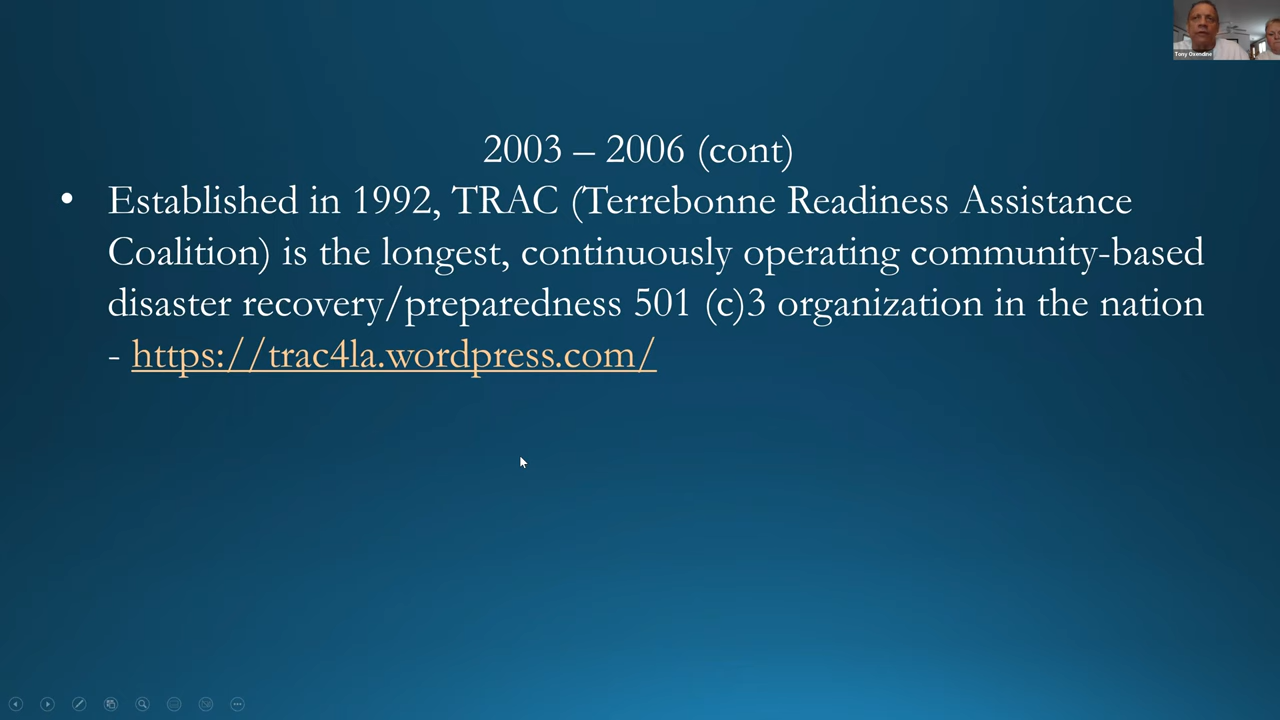 Tony Oxendine
2003 – 2006 (cont)
• Established in 1992, TRAC (Terrebonne Readiness Assistance
Coalition) is the longest, continuously operating community-based
disaster recovery/preparedness 501 (c)3 organization in the nation
- https://trac4la.wordpress.com/